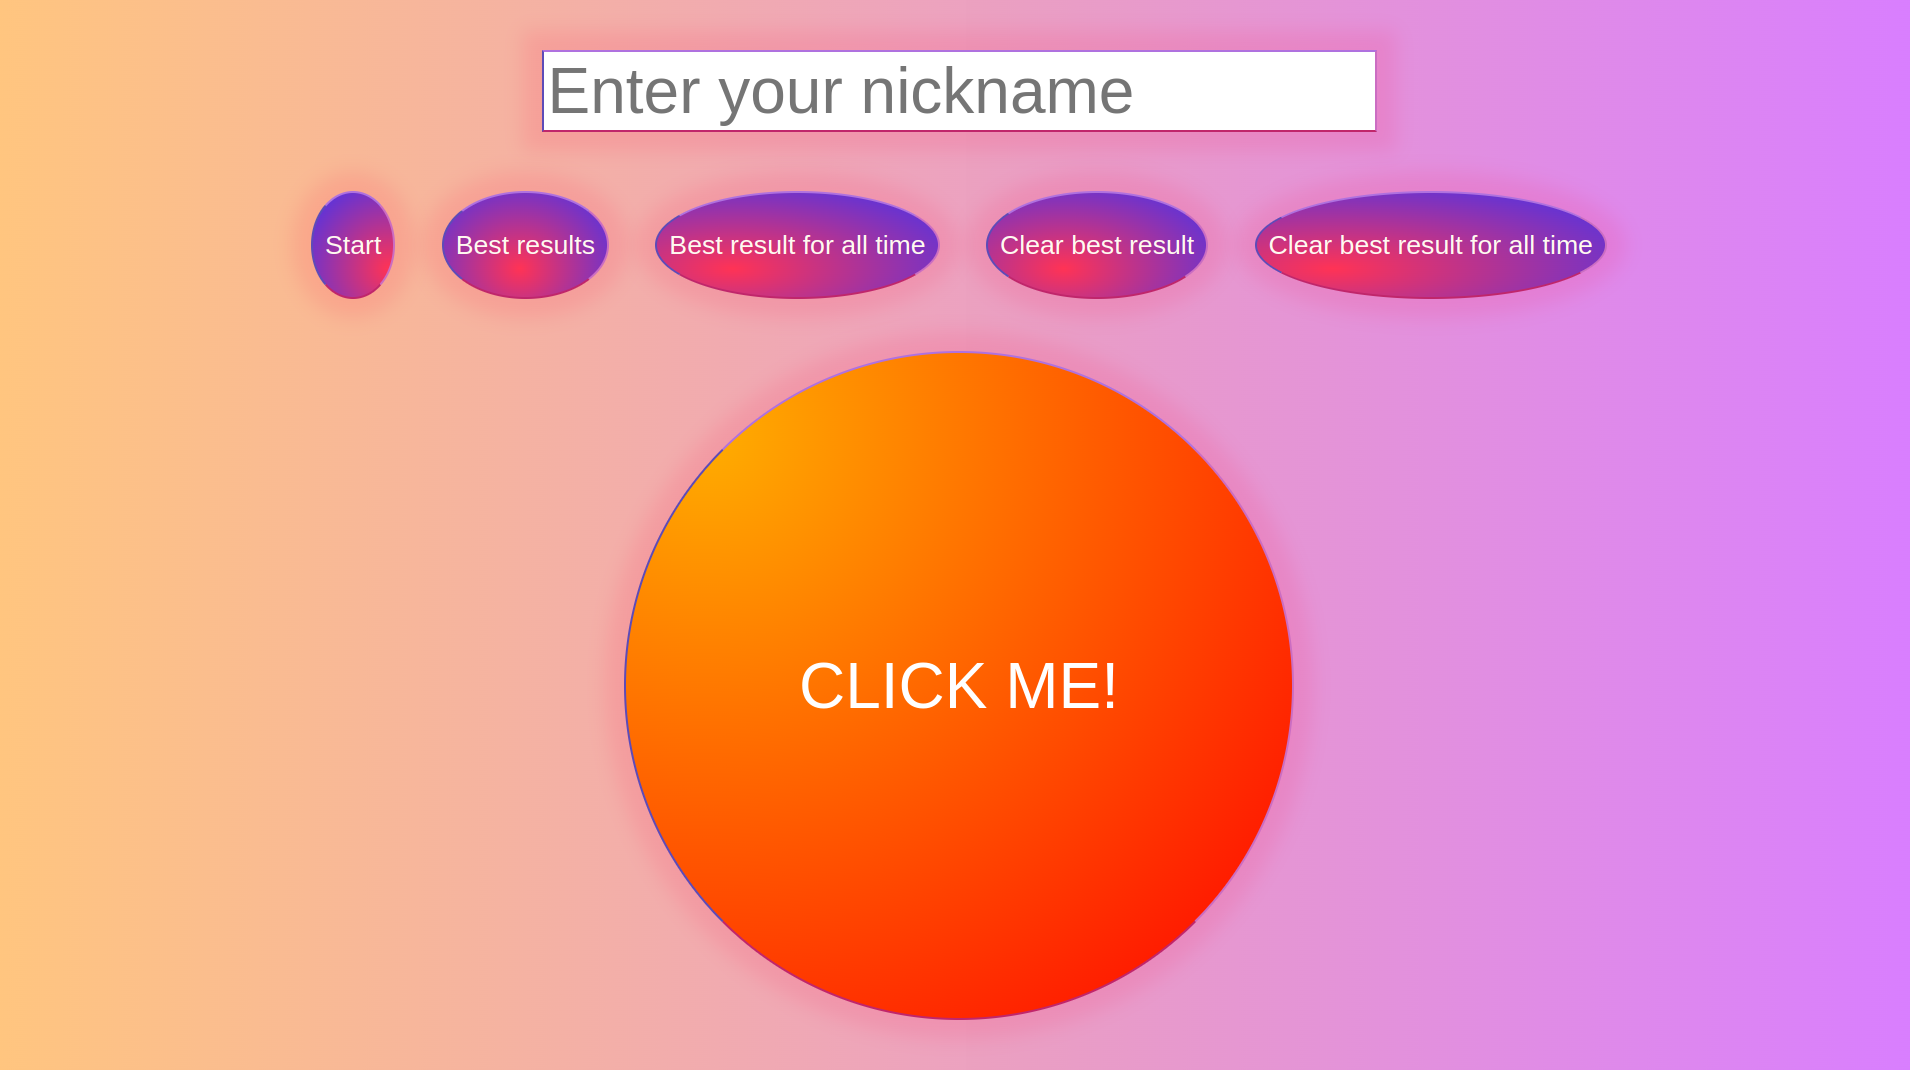 Enter your nickname
Start
Best results
Best result for all time
Clear best result
Clear best result for all time
CLICK ME!